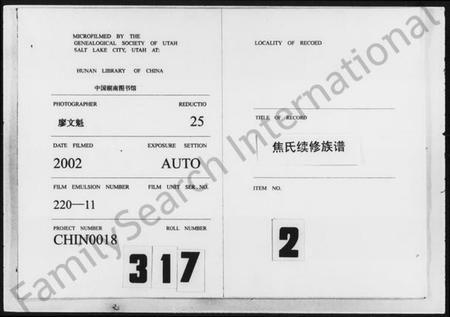 MICROFILMED BY THE
GENEALOGICAL SOCIETY OF UTAH
SALT LAKE CITY, UTAH AT:
HUNAN LIBRARY OF CHINA
中国湖南图书馆
PHOTOGRAPHER REDUCTIO
廖文魁 25
DATE FILMED EXPOSURE SETTION
2002 AUTO
FILM EMULSION NUMBER FILM UNIT SER. NO.
220—11
PROJECT NUMBER ROLL NUMBER
CHIN0018
317
LOCALITY OF RECOED
TITLE OF RECORD
焦氏续修族谱
ITEM NO.
2
FamilySearch International